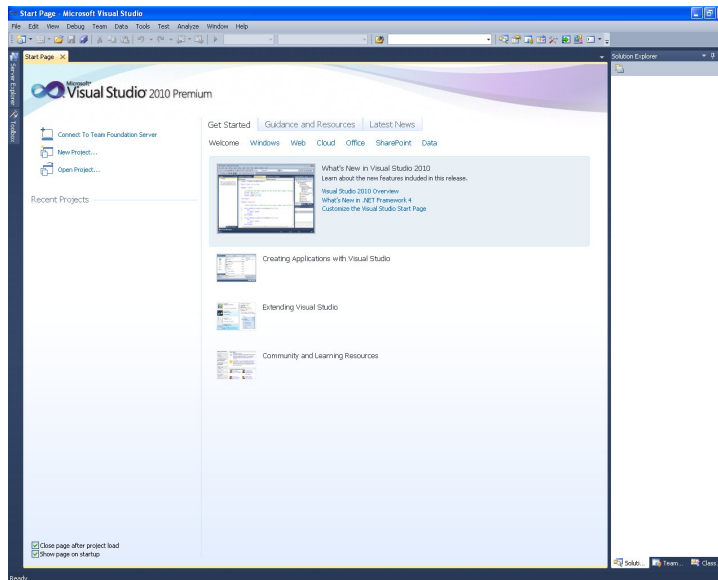 Start Page - Microsoft Visual Studio
File Edit View Debug Team Data Tools Test Analyze Window Help
Start Page
Solution Explorer
Server Explorer
Toolbox
Microsoft
Visual Studio 2010 Premium
Connect To Team Foundation Server
New Project...
Open Project...
Recent Projects
Get Started Guidance and Resources Latest News
Welcome Windows Web Cloud Office SharePoint Data
What's New in Visual Studio 2010
Learn about the new features included in this release.
Visual Studio 2010 Overview
What's New in .NET Framework 4
Customize the Visual Studio Start Page
Creating Applications with Visual Studio
Extending Visual Studio
Community and Learning Resources
Close page after project load
Show page on startup
Soluti... Team... Class
Ready